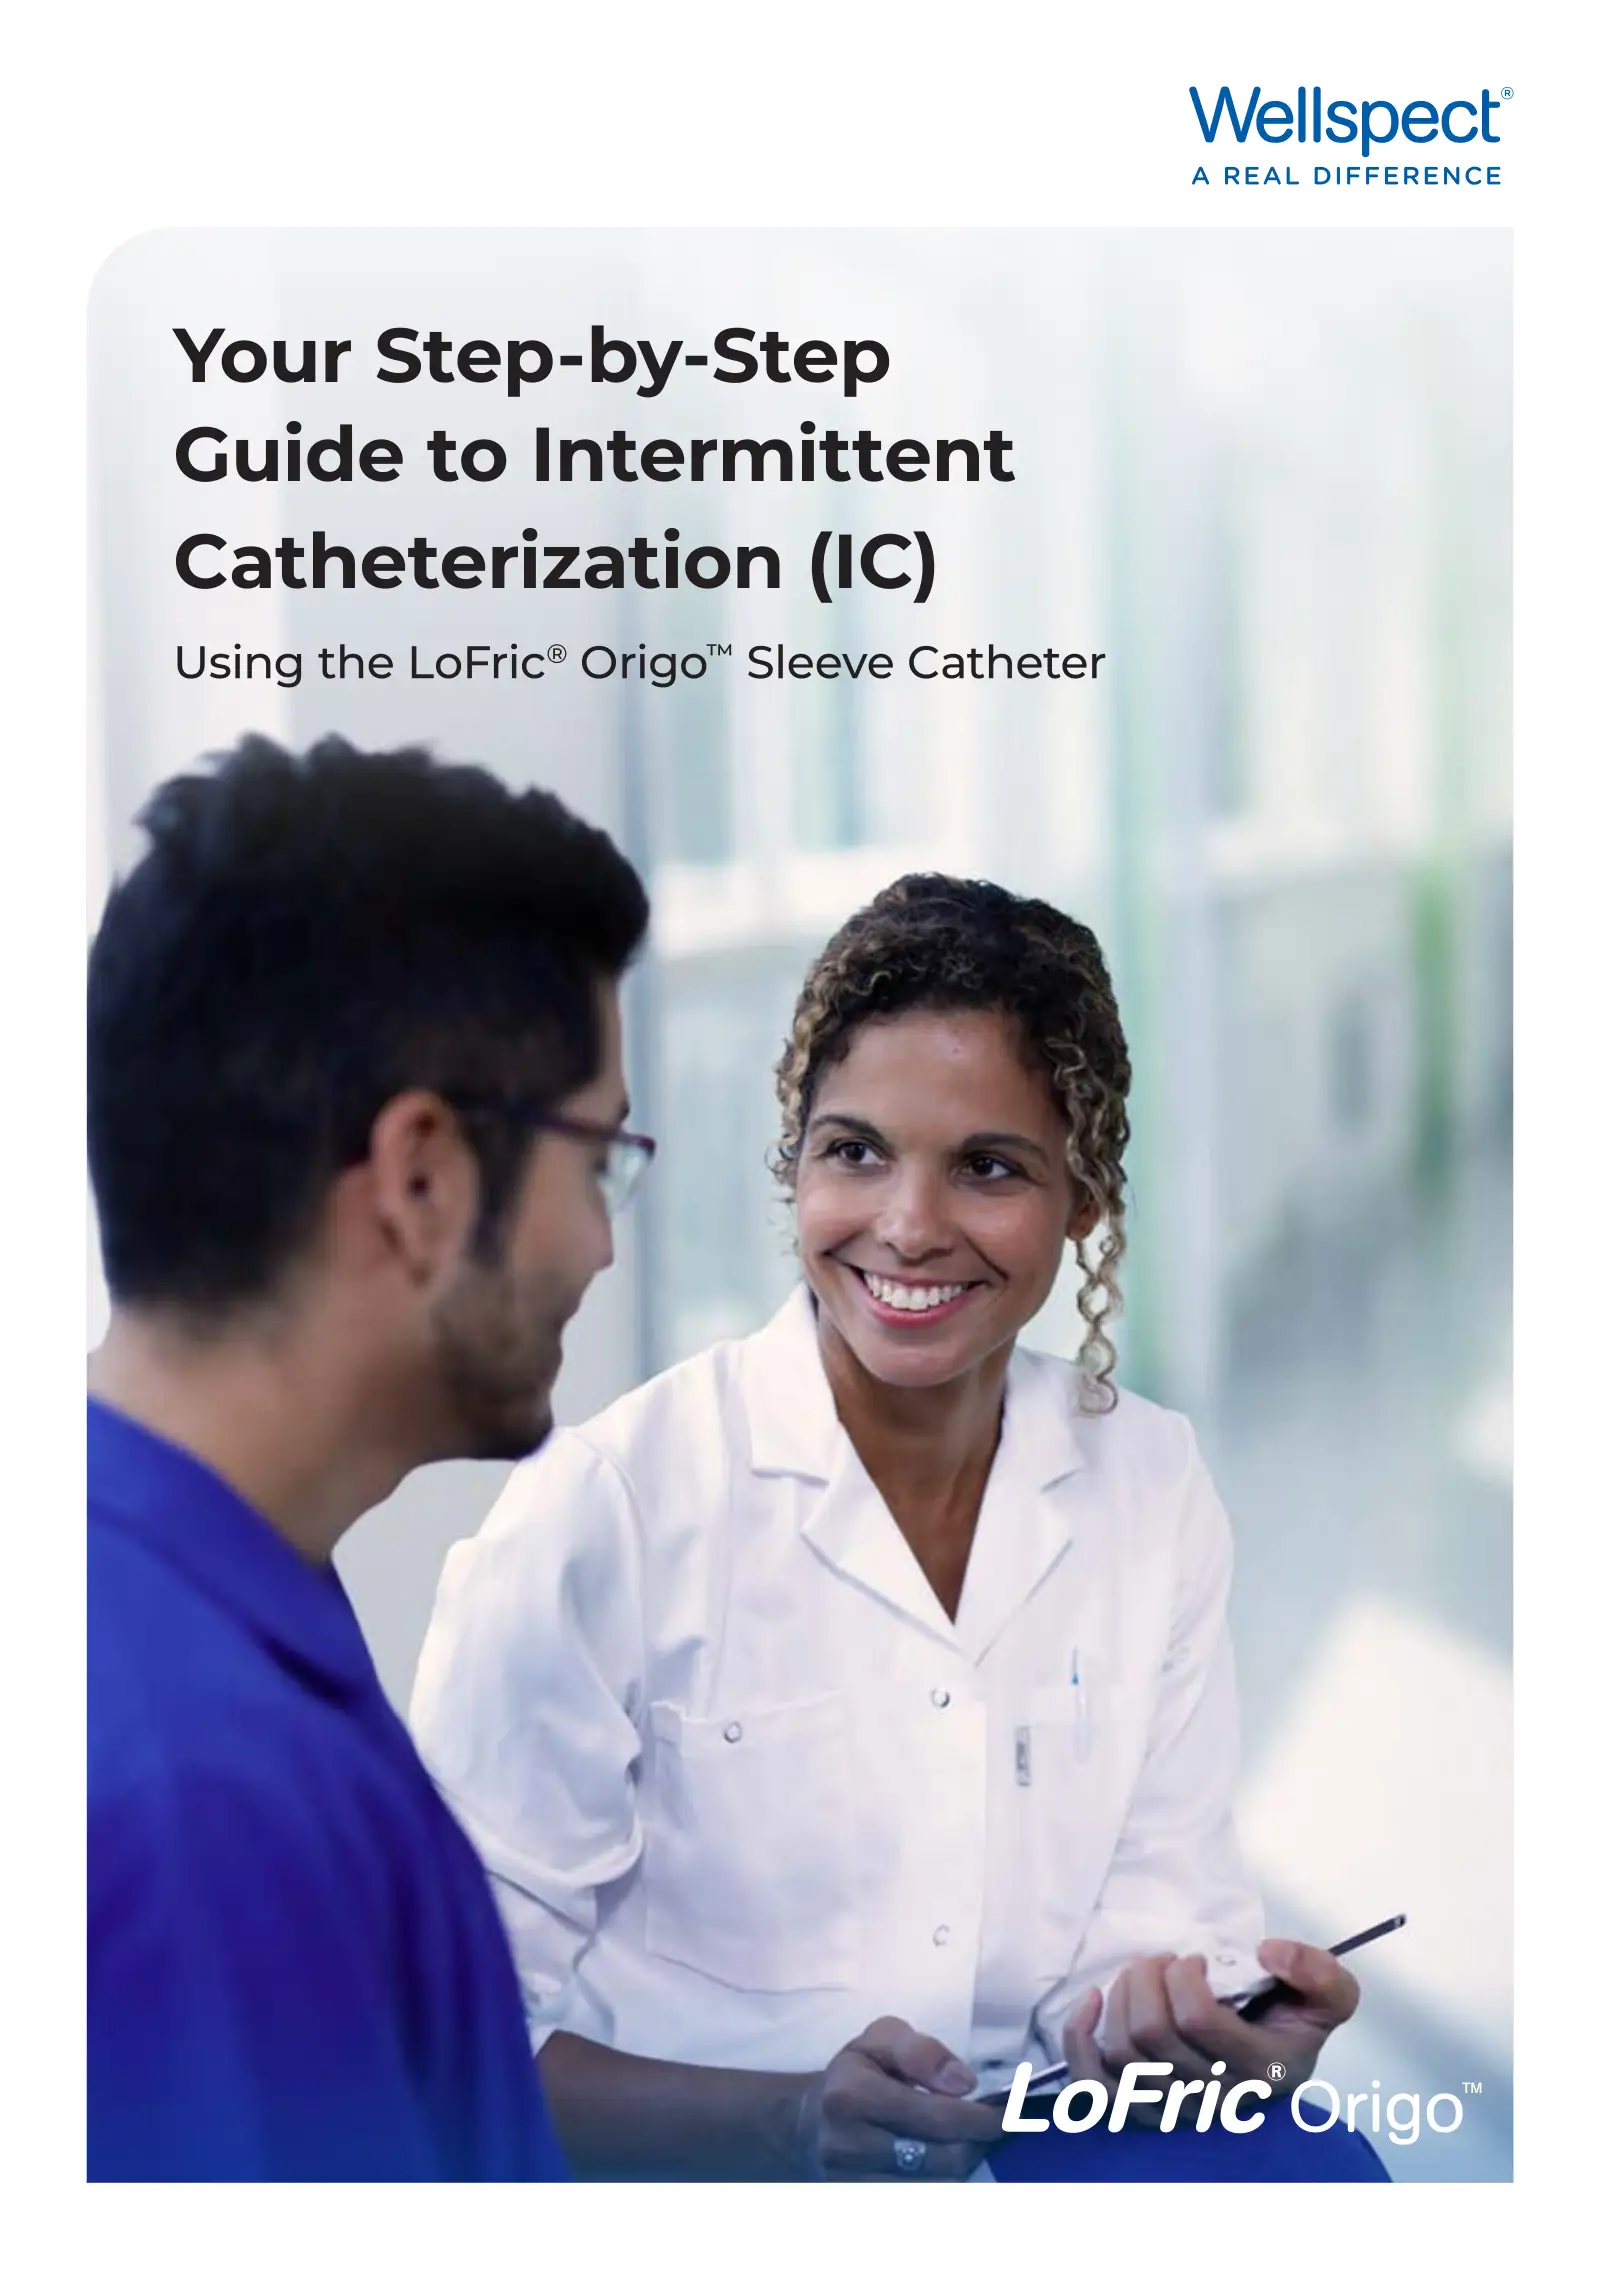 Wellspect®
A REAL DIFFERENCE
Your Step-by-Step
Guide to Intermittent
Catheterization (IC)
Using the LoFric® Origo™ Sleeve Catheter
LoFric® Origo™